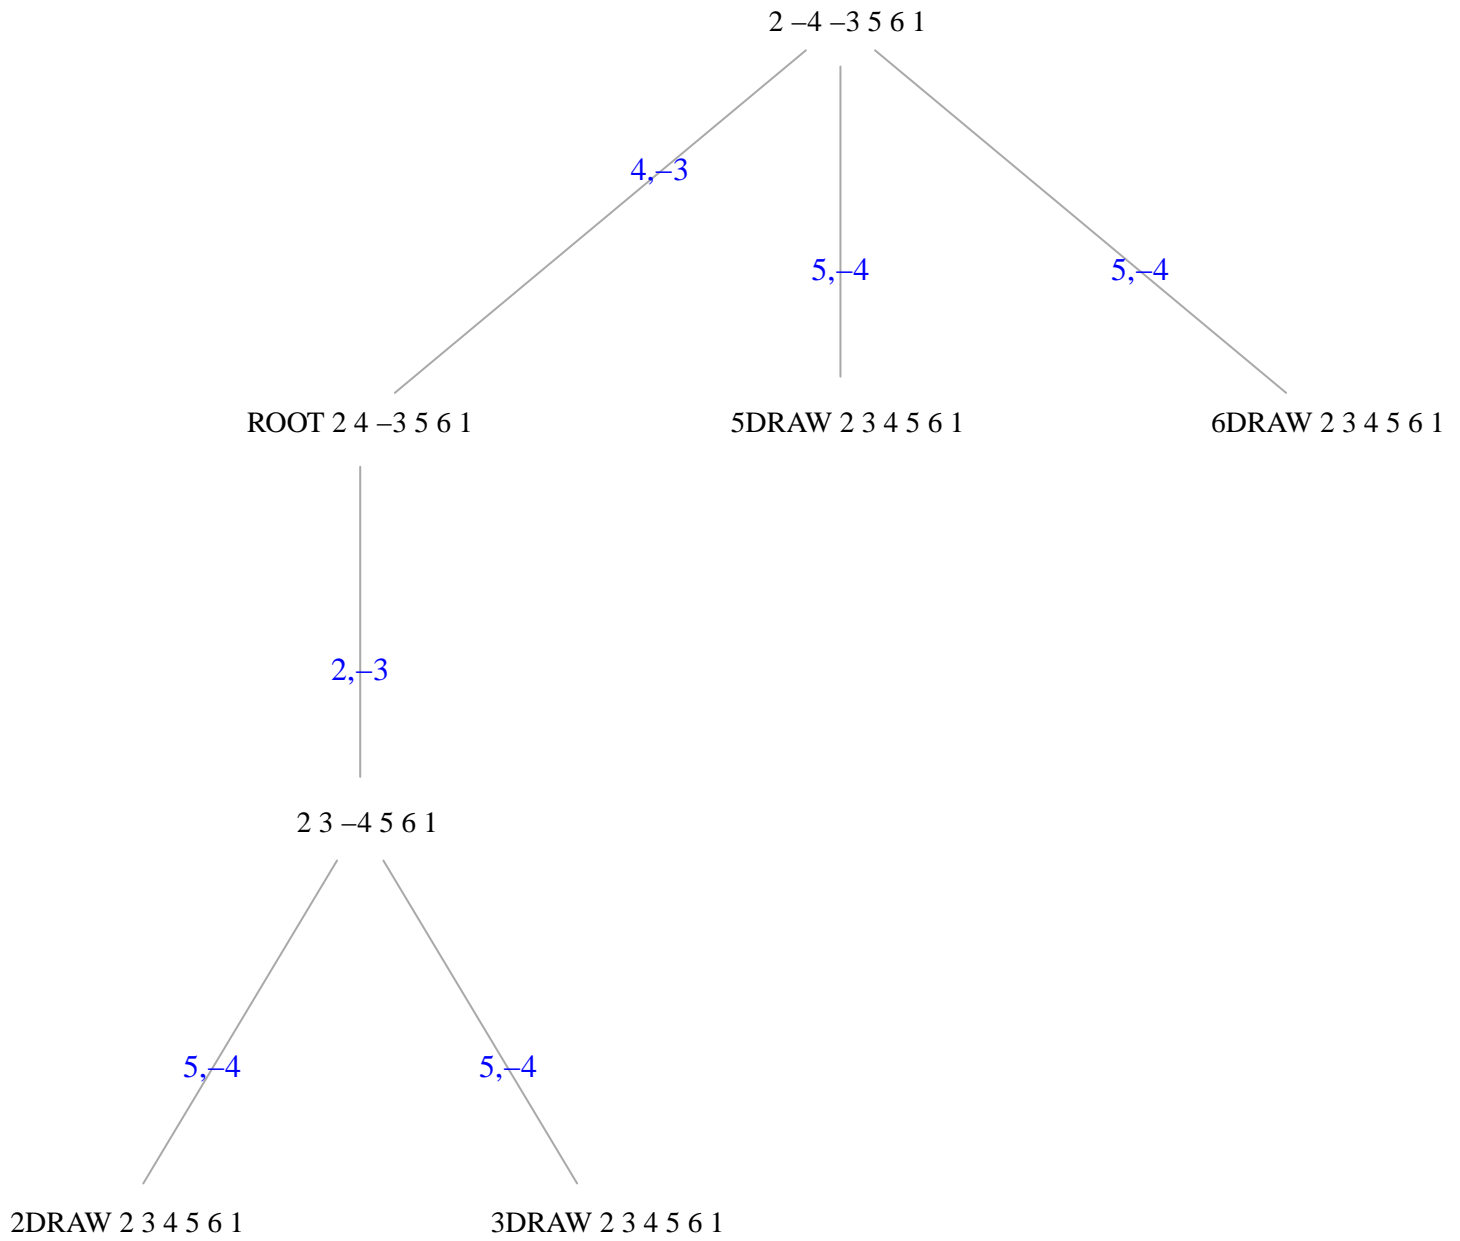 2 –4 –3 5 6 1
4,–3
5,–4
5,–4
ROOT 2 4 –3 5 6 1
5DRAW 2 3 4 5 6 1
6DRAW 2 3 4 5 6 1
2,–3
2 3 –4 5 6 1
5,–4
5,–4
2DRAW 2 3 4 5 6 1
3DRAW 2 3 4 5 6 1